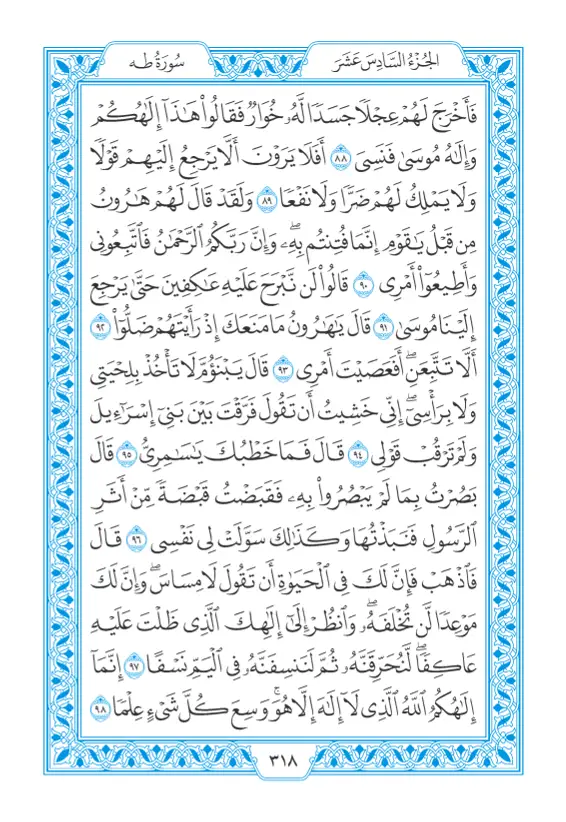 الجُزْءُ السَّادِسَ عَشَرَ
سُورَةُ طه
فَأَخْرَجَ لَهُمْ عِجْلًا جَسَدًا لَّهُۥ خُوَارٌ فَقَالُوا۟ هَٰذَآ إِلَٰهُكُمْ
وَإِلَٰهُ مُوسَىٰ فَنَسِىَ ٨٨ أَفَلَا يَرَوْنَ أَلَّا يَرْجِعُ إِلَيْهِمْ قَوْلًا
وَلَا يَمْلِكُ لَهُمْ ضَرًّا وَلَا نَفْعًا ٨٩ وَلَقَدْ قَالَ لَهُمْ هَٰرُونُ
مِن قَبْلُ يَٰقَوْمِ إِنَّمَا فُتِنتُم بِهِۦۖ وَإِنَّ رَبَّكُمُ ٱلرَّحْمَٰنُ فَٱتَّبِعُونِى
وَأَطِيعُوٓا۟ أَمْرِى ٩٠ قَالُوا۟ لَن نَّبْرَحَ عَلَيْهِ عَٰكِفِينَ حَتَّىٰ يَرْجِعَ
إِلَيْنَا مُوسَىٰ ٩١ قَالَ يَٰهَٰرُونُ مَا مَنَعَكَ إِذْ رَأَيْتَهُمْ ضَلُّوٓا۟ ٩٢
أَلَّا تَتَّبِعَنِۖ أَفَعَصَيْتَ أَمْرِى ٩٣ قَالَ يَبْنَؤُمَّ لَا تَأْخُذْ بِلِحْيَتِى
وَلَا بِرَأْسِىٓۖ إِنِّى خَشِيتُ أَن تَقُولَ فَرَّقْتَ بَيْنَ بَنِىٓ إِسْرَٰٓءِيلَ
وَلَمْ تَرْقُبْ قَوْلِى ٩٤ قَالَ فَمَا خَطْبُكَ يَٰسَٰمِرِىُّ ٩٥ قَالَ
بَصُرْتُ بِمَا لَمْ يَبْصُرُوا۟ بِهِۦ فَقَبَضْتُ قَبْضَةً مِّنْ أَثَرِ
ٱلرَّسُولِ فَنَبَذْتُهَا وَكَذَٰلِكَ سَوَّلَتْ لِى نَفْسِى ٩٦ قَالَ
فَٱذْهَبْ فَإِنَّ لَكَ فِى ٱلْحَيَوٰةِ أَن تَقُولَ لَا مِسَاسَۖ وَإِنَّ لَكَ
مَوْعِدًا لَّن تُخْلَفَهُۥۖ وَٱنظُرْ إِلَىٰٓ إِلَٰهِكَ ٱلَّذِى ظَلْتَ عَلَيْهِ
عَاكِفًاۖ لَّنُحَرِّقَنَّهُۥ ثُمَّ لَنَنسِفَنَّهُۥ فِى ٱلْيَمِّ نَسْفًا ٩٧ إِنَّمَآ
إِلَٰهُكُمُ ٱللَّهُ ٱلَّذِى لَآ إِلَٰهَ إِلَّا هُوَۚ وَسِعَ كُلَّ شَىْءٍ عِلْمًا ٩٨
٣١٨